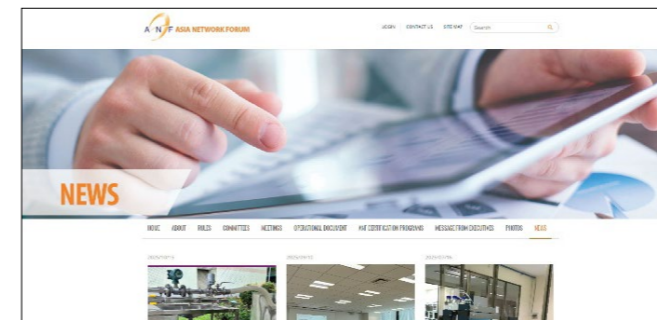 A N F ASIA NETWORK FORUM
LOGIN CONTACT US SITE MAP Search
NEWS
HOME ABOUT ROLES COMMITTEES MEETINGS OPERATIONAL DOCUMENT ANF CERTIFICATION PROGRAMS MESSAGE FROM EXECUTIVES PHOTOS NEWS